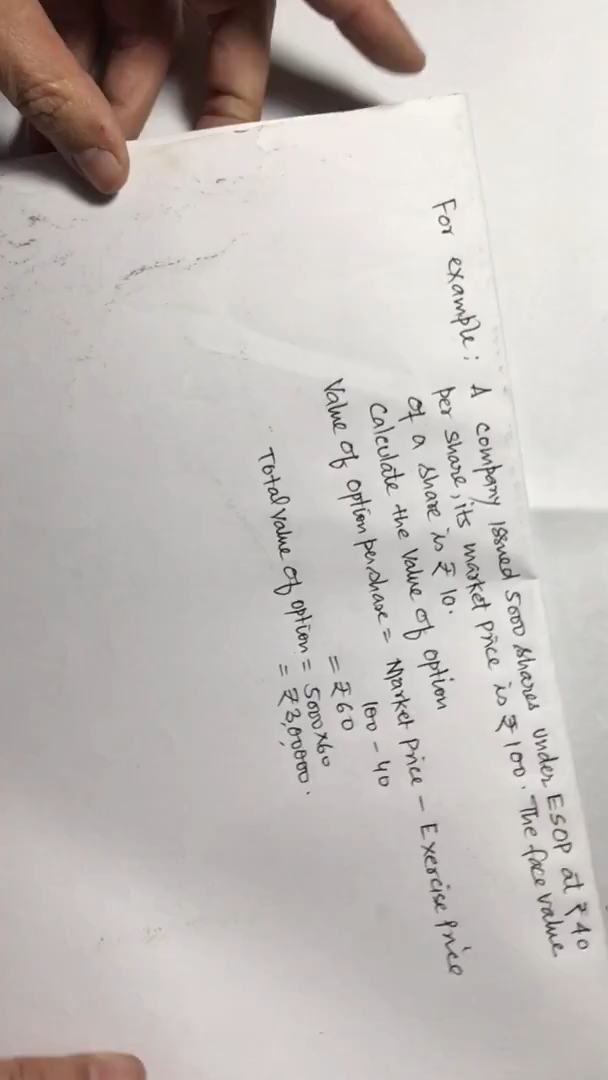 For example: A company issued 5000 shares under ESOP at ₹40
per share, its market price is ₹100. The face value
of a share is ₹10.
Calculate the value of option
Value of option per share = Market Price - Exercise Price
100 - 40
= ₹60
Total value of option = 5000×60
= ₹3,00,000.